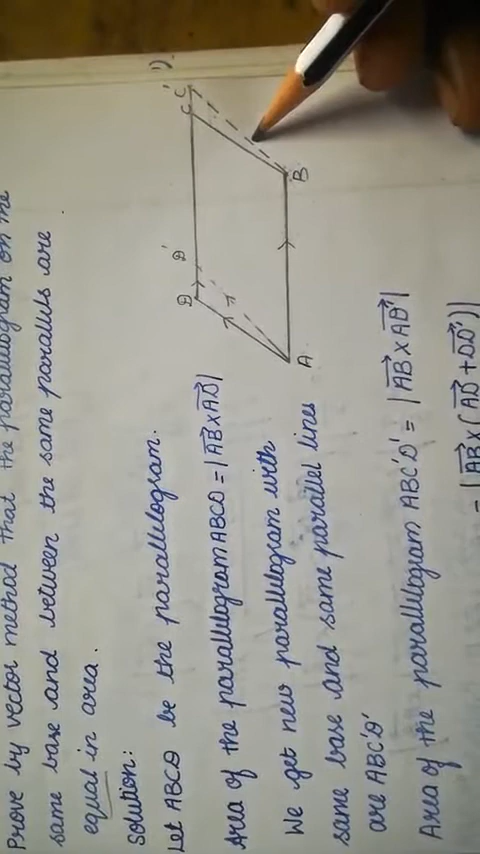 Prove by vector method that the parallelogram on the
same base and between the same parallels are
equal in area.
Solution:
Let ABCD be the parallelogram.
Area of the parallelogram ABCD = |AB⃗ × AD⃗|
We get new parallelogram with
same base and same parallel lines
are ABC'D'
Area of the parallelogram ABC'D' = |AB⃗ × AD'⃗|
= |AB⃗ × (AD⃗ + DD'⃗)|
1)
D D' C C'
A B